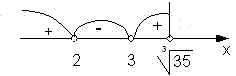 + - +
x
2 3 ∛35